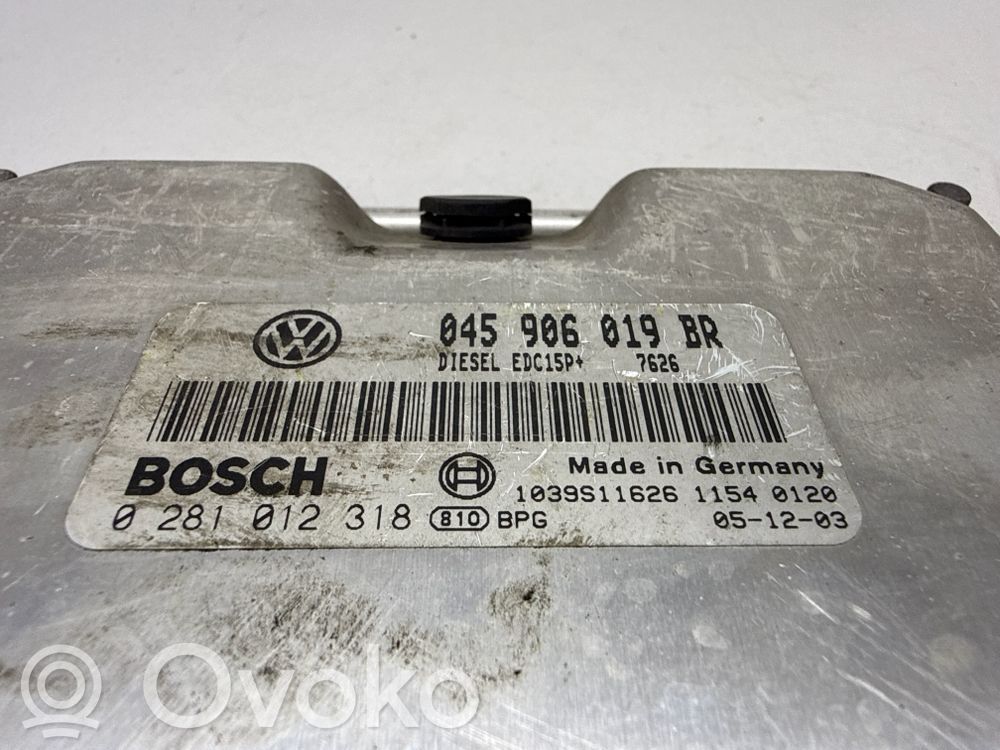 045 906 019 BR
DIESEL EDC15P+ 7626
BOSCH
Made in Germany
1039S11626 1154 0120
0 281 012 318 810 BPG 05-12-03
Ovoko